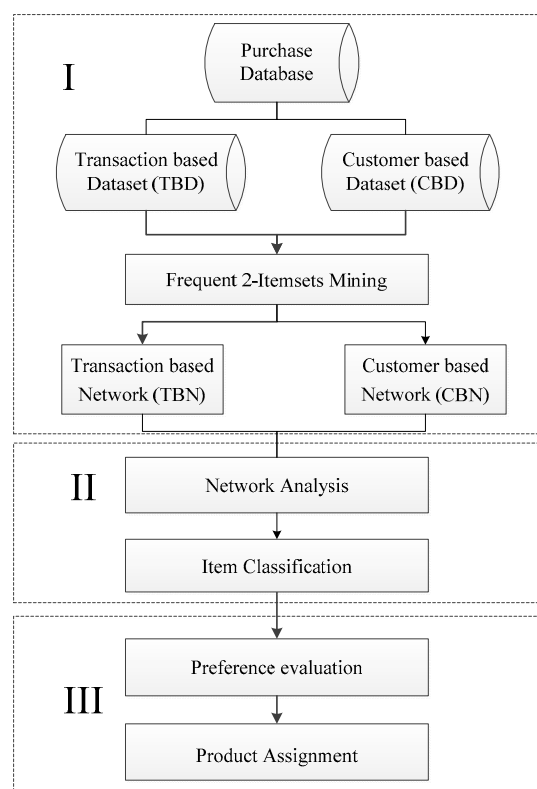 I
Purchase
Database
Transaction based
Dataset (TBD)
Customer based
Dataset (CBD)
Frequent 2-Itemsets Mining
Transaction based
Network (TBN)
Customer based
Network (CBN)
II
Network Analysis
Item Classification
III
Preference evaluation
Product Assignment